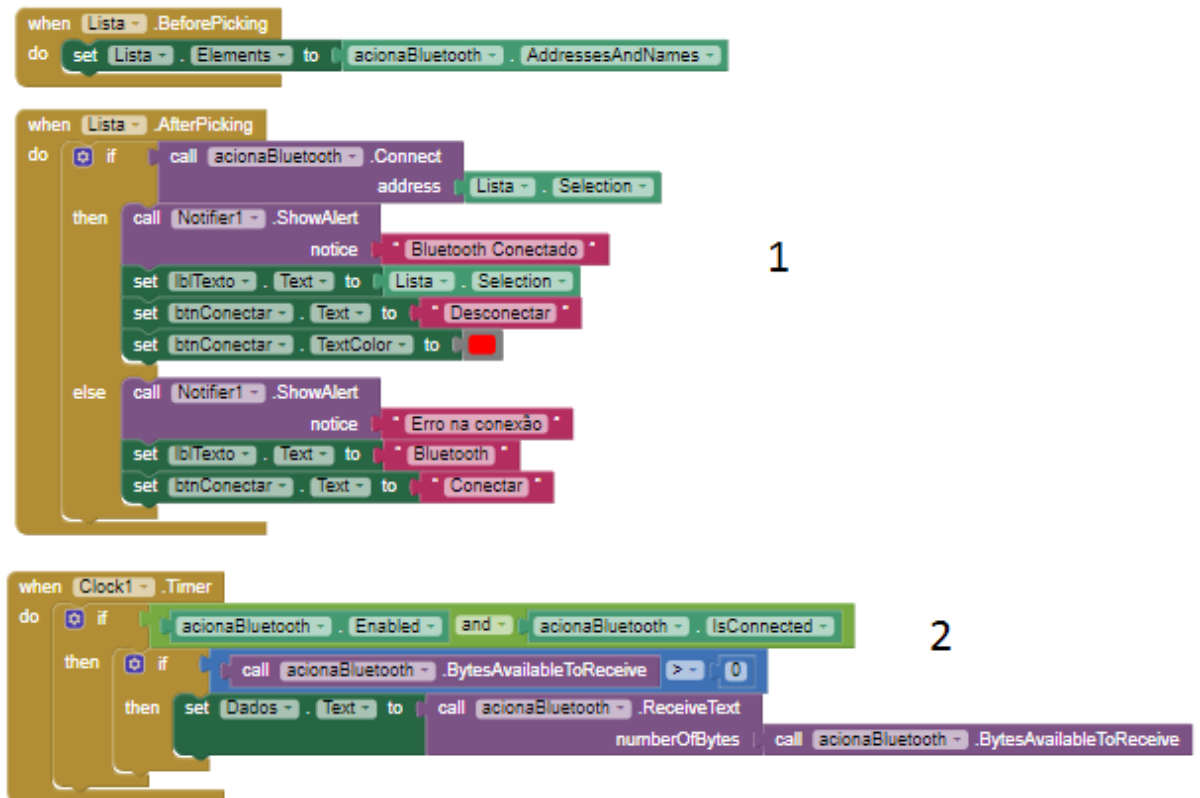 when Lista .BeforePicking
do set Lista . Elements to acionaBluetooth . AddressesAndNames
when Lista .AfterPicking
do if call acionaBluetooth .Connect
address Lista . Selection
then call Notifier1 .ShowAlert
notice " Bluetooth Conectado "
1
set lblTexto . Text to Lista . Selection
set btnConectar . Text to " Desconectar "
set btnConectar . TextColor to
else call Notifier1 .ShowAlert
notice " Erro na conexão "
set lblTexto . Text to " Bluetooth "
set btnConectar . Text to " Conectar "
when Clock1 .Timer
do if acionaBluetooth . Enabled and acionaBluetooth . IsConnected
2
then if call acionaBluetooth .BytesAvailableToReceive > 0
then set Dados . Text to call acionaBluetooth .ReceiveText
numberOfBytes call acionaBluetooth .BytesAvailableToReceive